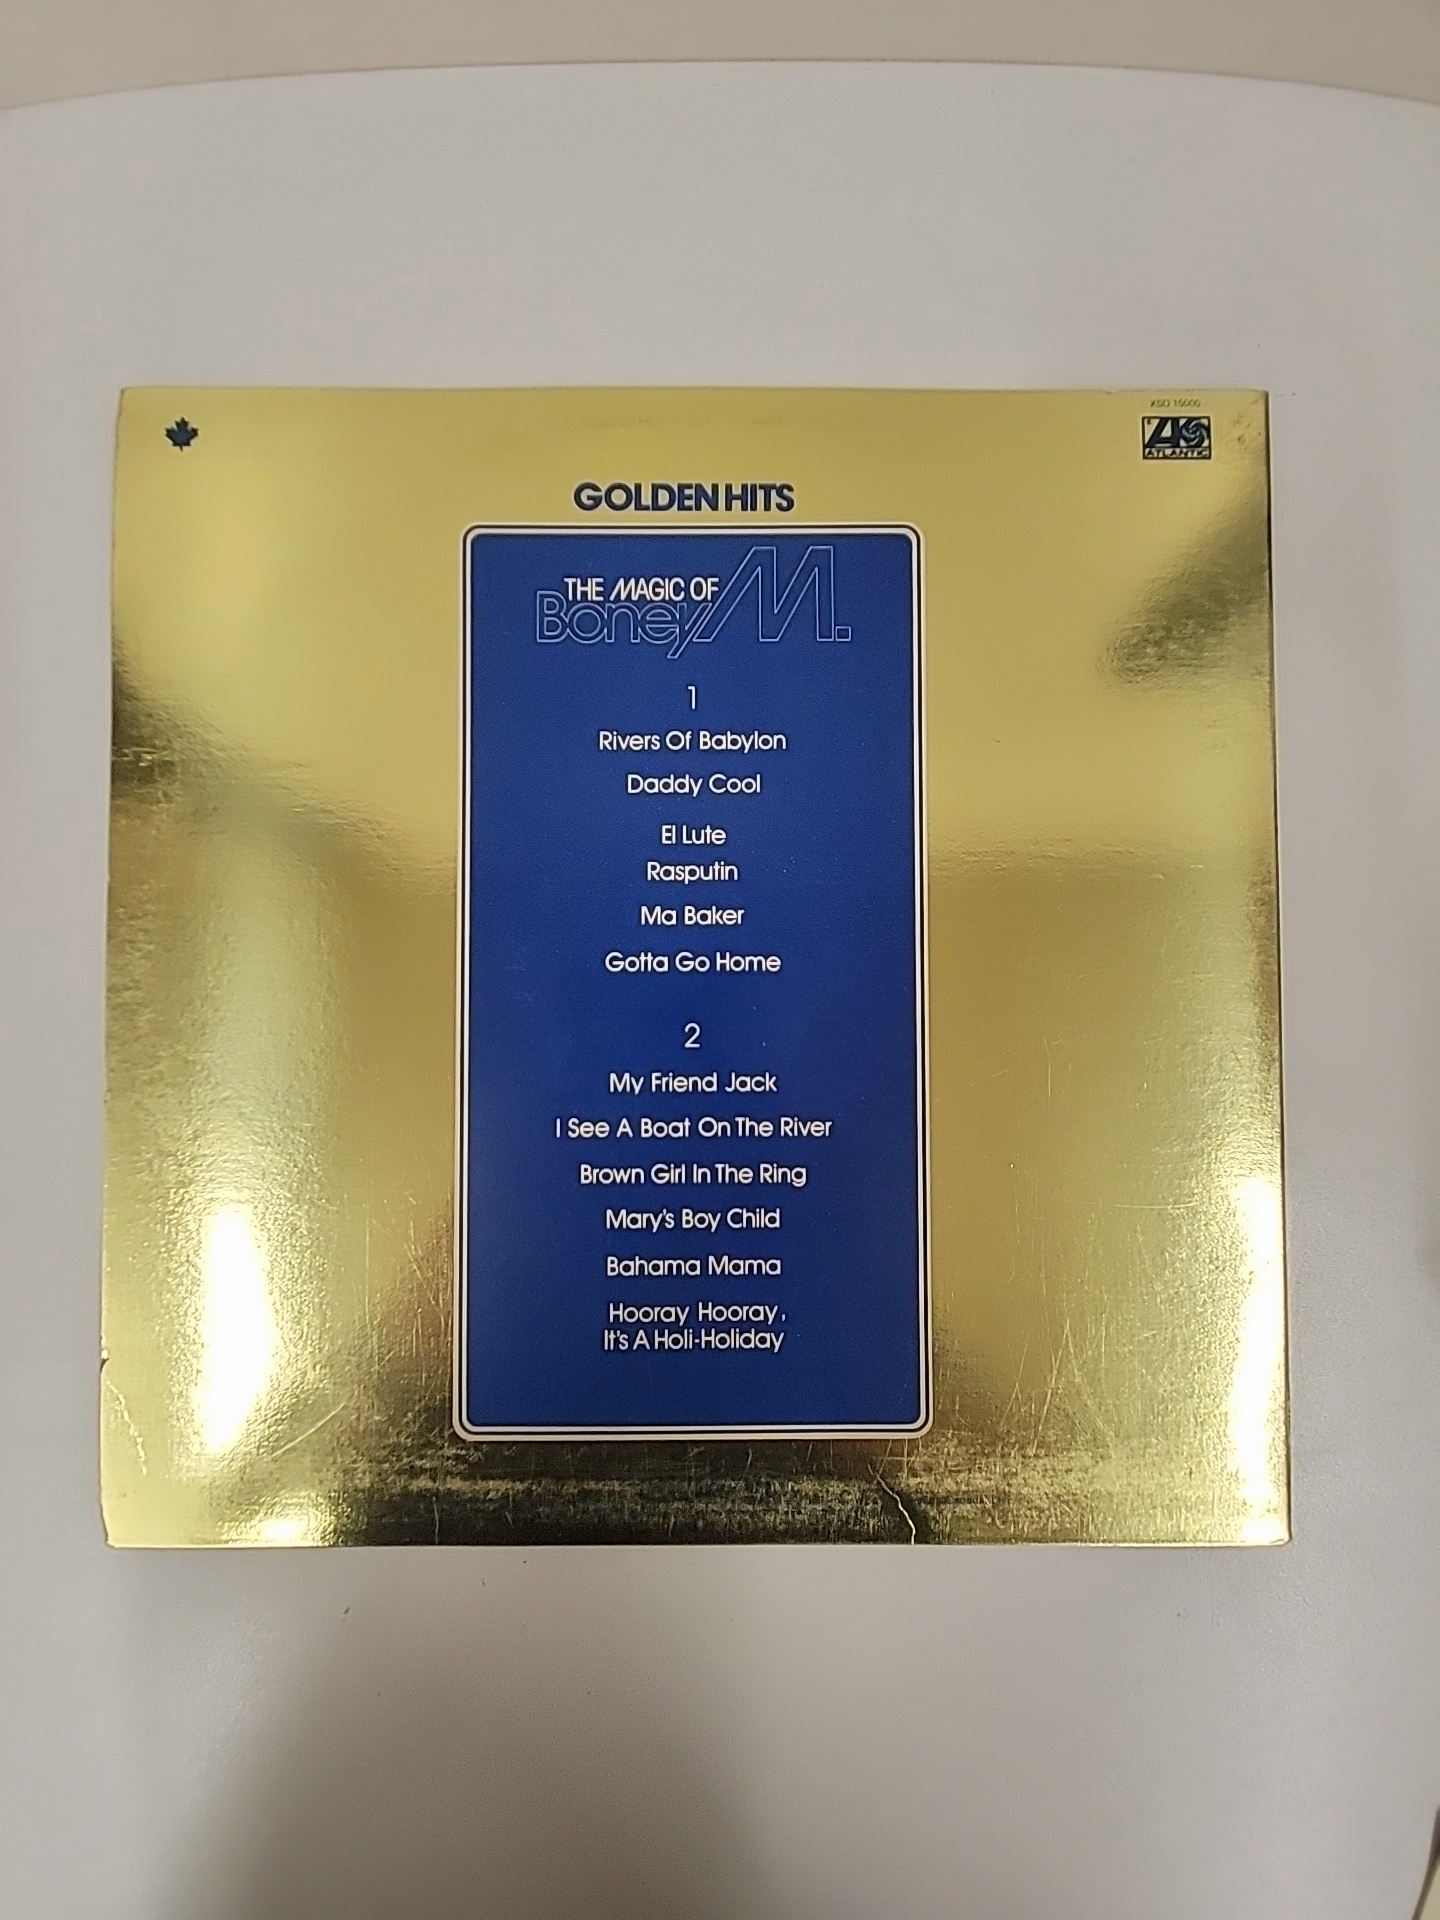 XSD 15000
ATLANTIC
GOLDEN HITS
THE MAGIC OF
Boney M.
1
Rivers Of Babylon
Daddy Cool
El Lute
Rasputin
Ma Baker
Gotta Go Home
2
My Friend Jack
I See A Boat On The River
Brown Girl In The Ring
Mary's Boy Child
Bahama Mama
Hooray Hooray,
It's A Holi-Holiday